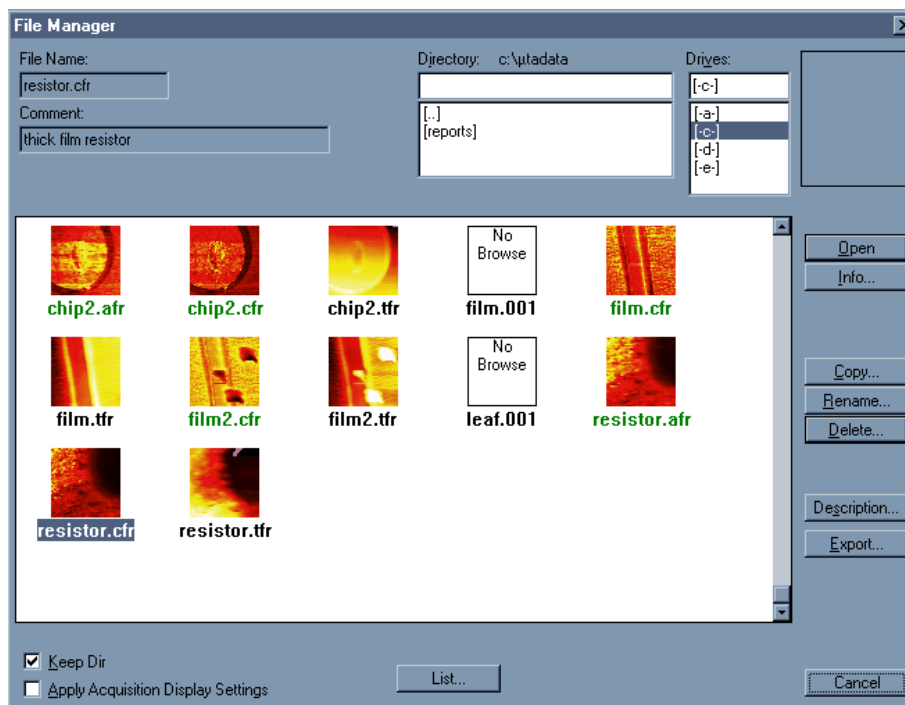 File Manager
File Name:
resistor.cfr
Comment:
thick film resistor
Directory: c:\µtadata
[..]
[reports]
Drives:
[-c-]
[-a-]
[-c-]
[-d-]
[-e-]
No
Browse
chip2.afr
chip2.cfr
chip2.tfr
film.001
film.cfr
No
Browse
film.tfr
film2.cfr
film2.tfr
leaf.001
resistor.afr
resistor.cfr
resistor.tfr
Open
Info...
Copy...
Rename...
Delete...
Description...
Export...
Keep Dir
Apply Acquisition Display Settings
List...
Cancel